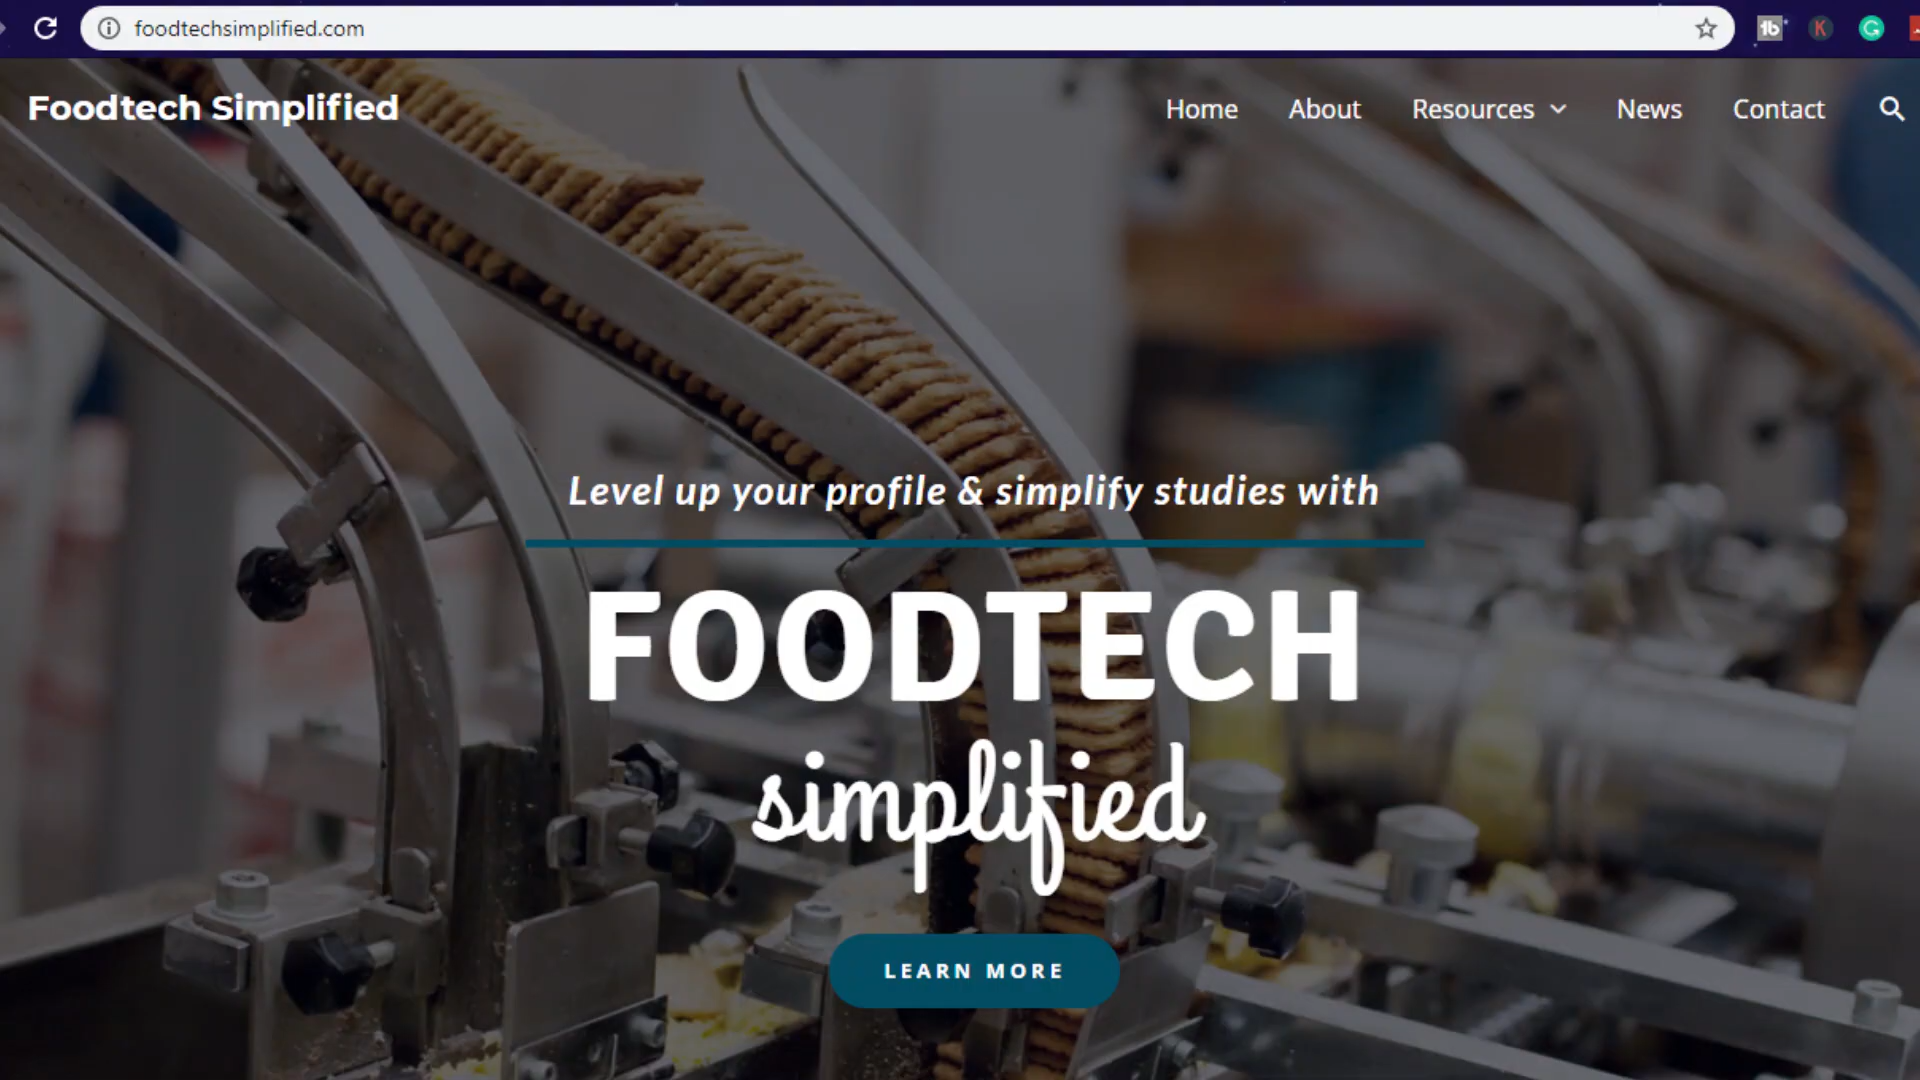 foodtechsimplified.com
Foodtech Simplified
Home About Resources News Contact
Level up your profile & simplify studies with
FOODTECH
simplified
LEARN MORE